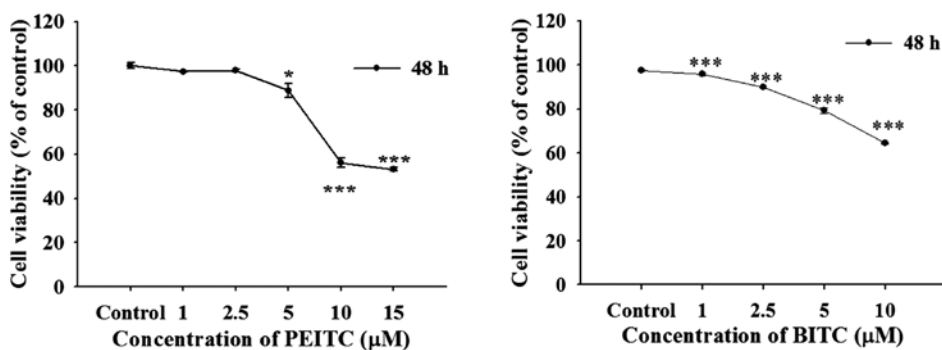 120
100
80
60
40
20
0
Cell viability (% of control)
48 h
*
***
***
Control 1 2.5 5 10 15
Concentration of PEITC (μM)
120
100
80
60
40
20
0
Cell viability (% of control)
48 h
***
***
***
***
Control 1 2.5 5 10
Concentration of BITC (μM)